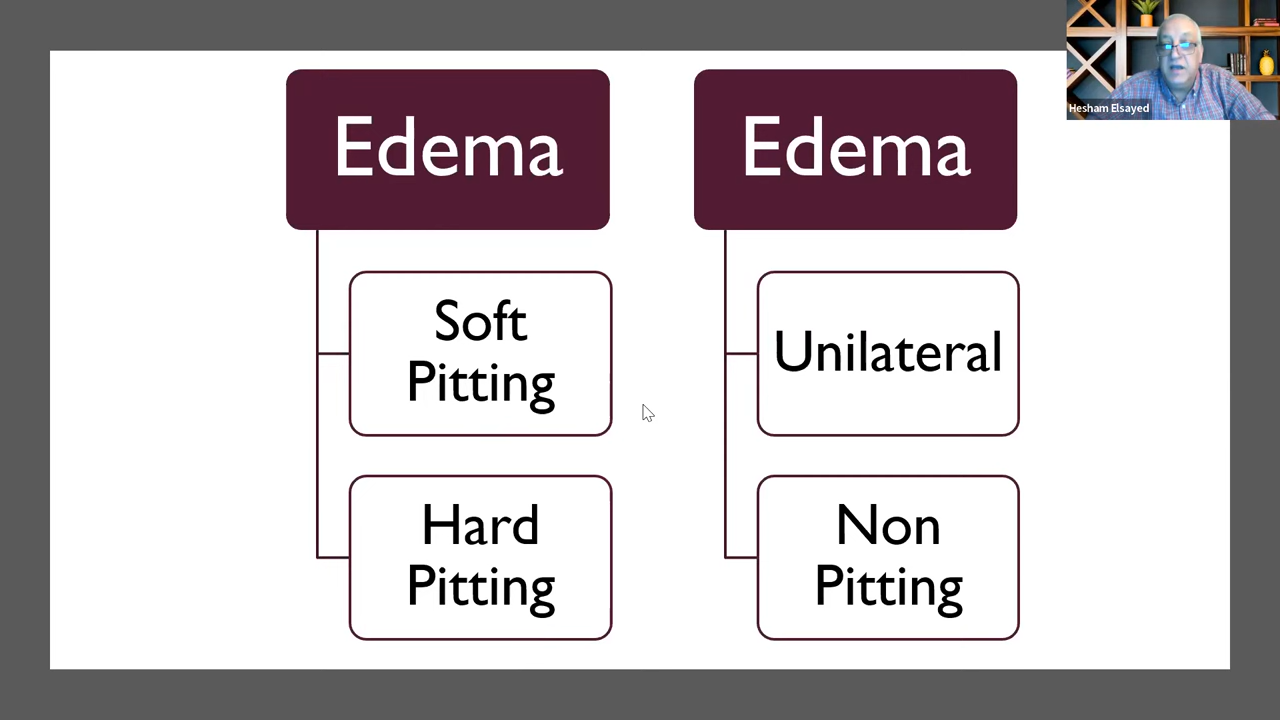 Edema
Soft
Pitting
Hard
Pitting
Edema
Unilateral
Non
Pitting
Hesham Elsayed